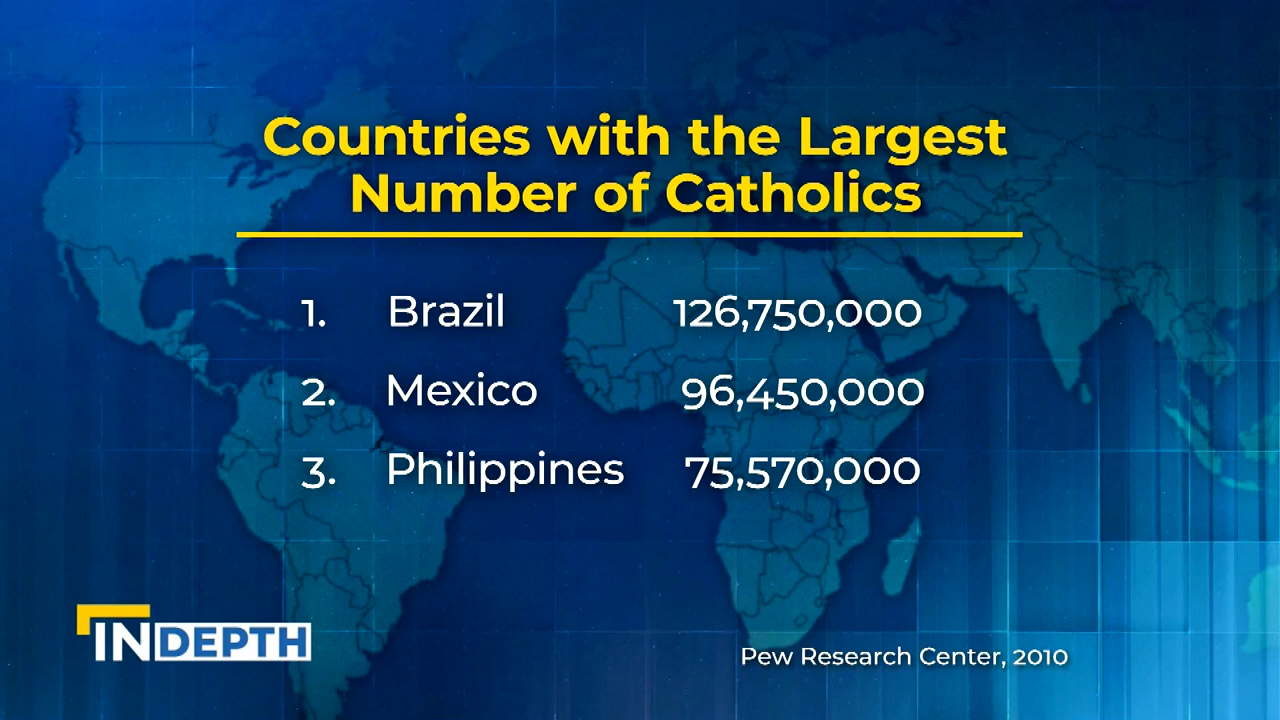 Countries with the Largest
Number of Catholics
1. Brazil 126,750,000
2. Mexico 96,450,000
3. Philippines 75,570,000
INDEPTH
Pew Research Center, 2010